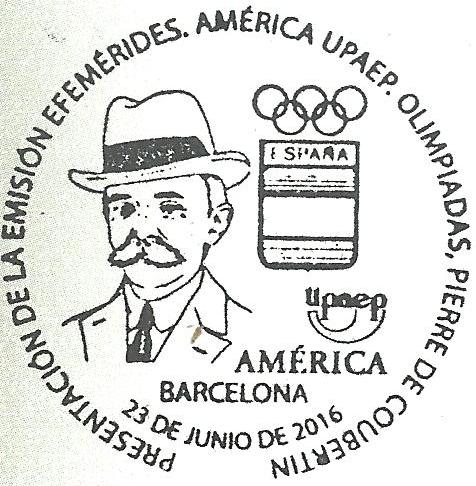 PRESENTACIÓN DE LA EMISIÓN EFEMÉRIDES. AMÉRICA UPAEP. OLIMPIADAS, PIERRE DE COUBERTIN
ESPAÑA
upaep
AMÉRICA
BARCELONA
23 DE JUNIO DE 2016